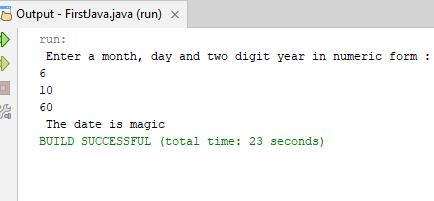 Output - FirstJava.java (run) ×
run:
Enter a month, day and two digit year in numeric form :
6
10
60
The date is magic
BUILD SUCCESSFUL (total time: 23 seconds)